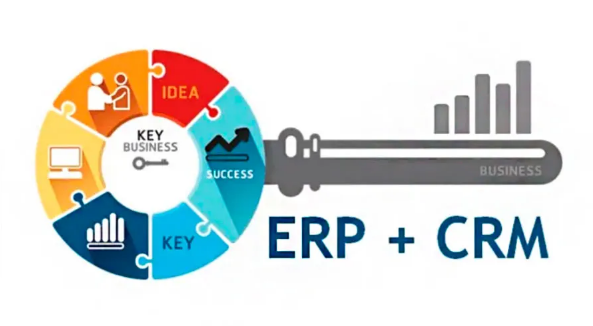 IDEA
KEY
BUSINESS
SUCCESS
KEY
BUSINESS
ERP + CRM